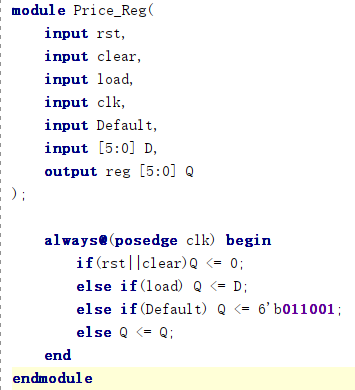 module Price_Reg(
    input rst,
    input clear,
    input load,
    input clk,
    input Default,
    input [5:0] D,
    output reg [5:0] Q
);
    always@(posedge clk) begin
        if(rst||clear)Q <= 0;
        else if(load) Q <= D;
        else if(Default) Q <= 6'b011001;
        else Q <= Q;
    end
endmodule